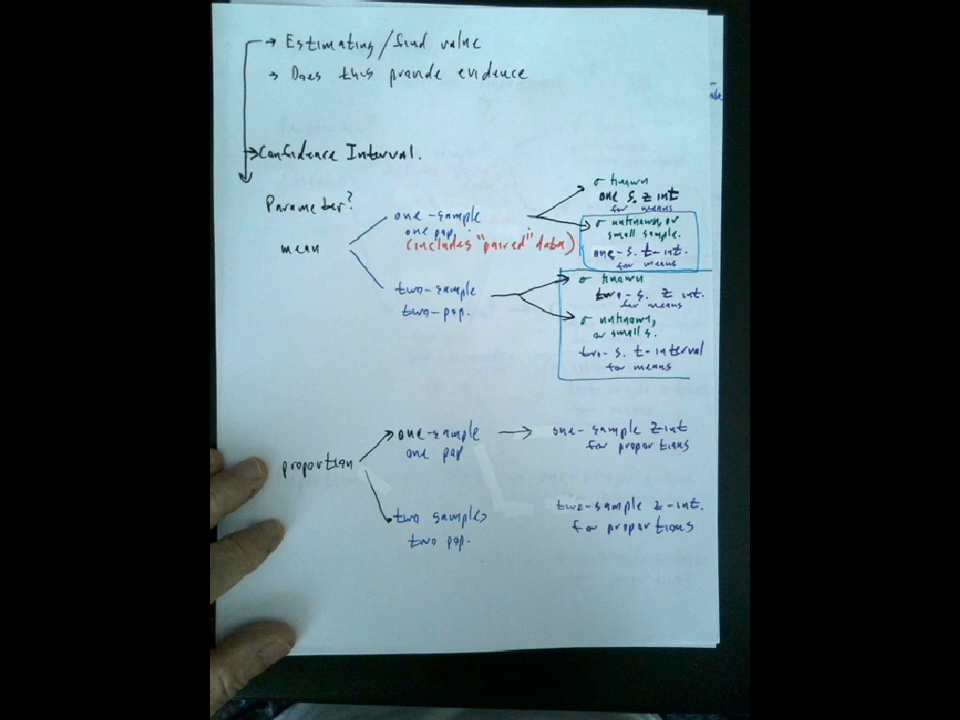 → Estimating/find value
→ Does this provide evidence
→ Confidence Interval.
Parameter?
mean
one-sample
one pop.
(includes "paired" data)
σ known
one s. z int
for means
σ unknown, or
small sample.
one-s. t-int.
for means
two-sample
two-pop.
σ known
two-s. z int.
for means
σ unknown,
or small s.
two-s. t-interval
for means
proportion
one-sample
one pop
one-sample z int
for proportions
two samples
two pop.
two-sample z-int.
for proportions